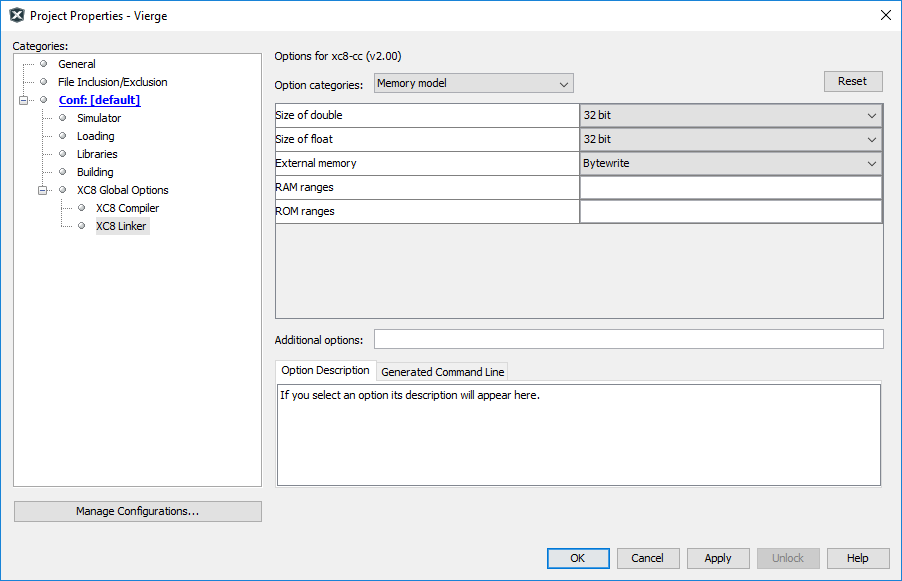 Project Properties - Vierge
Categories:
General
File Inclusion/Exclusion
Conf: [default]
Simulator
Loading
Libraries
Building
XC8 Global Options
XC8 Compiler
XC8 Linker
Manage Configurations...
Options for xc8-cc (v2.00)
Option categories: Memory model Reset
Size of double 32 bit
Size of float 32 bit
External memory Bytewrite
RAM ranges
ROM ranges
Additional options:
Option Description Generated Command Line
If you select an option its description will appear here.
OK Cancel Apply Unlock Help